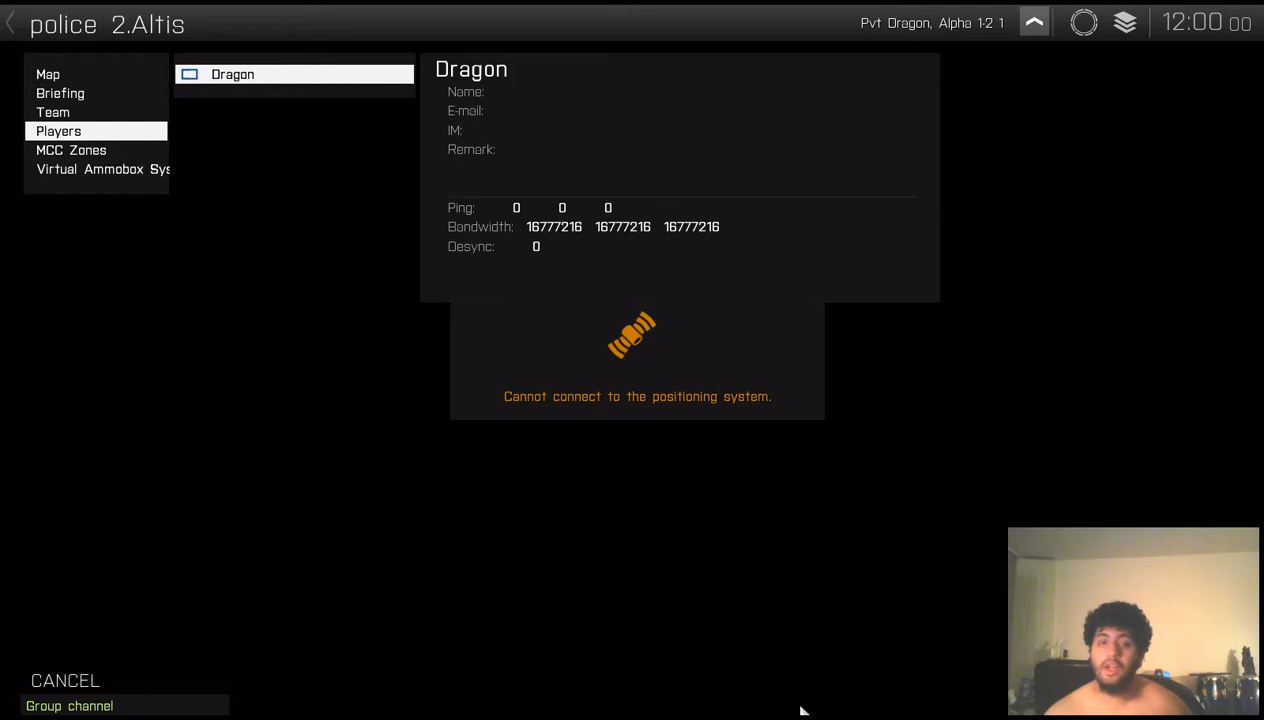 police 2.Altis
Pvt Dragon, Alpha 1-2 1
12:00 00
Map
Briefing
Team
Players
MCC Zones
Virtual Ammobox Sys
Dragon
Dragon
Name:
E-mail:
IM:
Remark:
Ping: 0 0 0
Bandwidth: 16777216 16777216 16777216
Desync: 0
Cannot connect to the positioning system.
CANCEL
Group channel